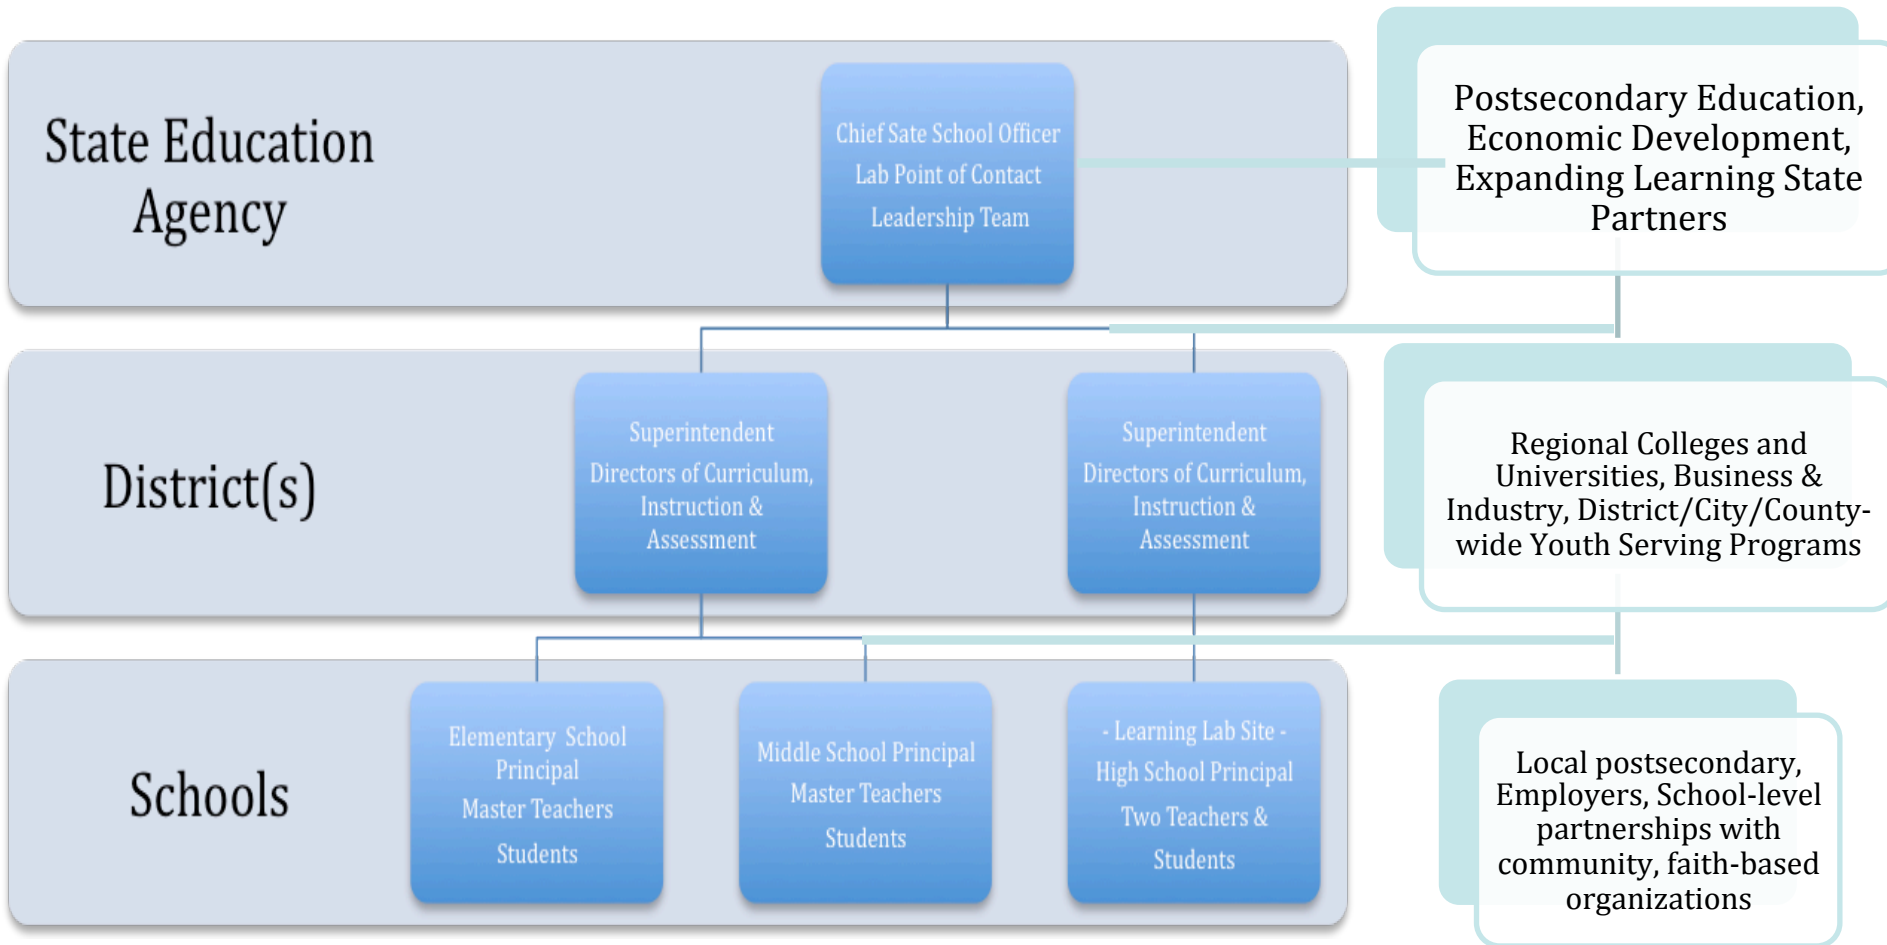 State Education
Agency
Chief Sate School Officer
Lab Point of Contact
Leadership Team
Postsecondary Education,
Economic Development,
Expanding Learning State
Partners
District(s)
Superintendent
Directors of Curriculum,
Instruction &
Assessment
Superintendent
Directors of Curriculum,
Instruction &
Assessment
Regional Colleges and
Universities, Business &
Industry, District/City/County-
wide Youth Serving Programs
Schools
Elementary School
Principal
Master Teachers
Students
Middle School Principal
Master Teachers
Students
- Learning Lab Site -
High School Principal
Two Teachers &
Students
Local postsecondary,
Employers, School-level
partnerships with
community, faith-based
organizations